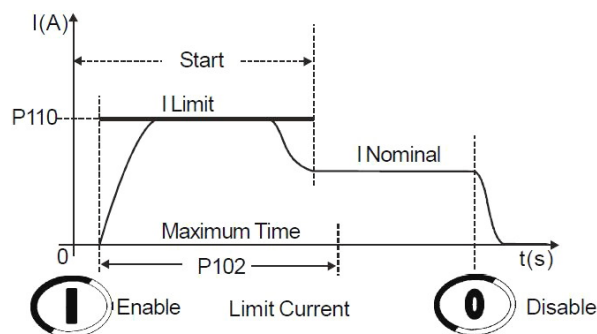 I(A)
Start
P110
I Limit
I Nominal
Maximum Time
0
t(s)
P102
I
Enable
Limit Current
0
Disable